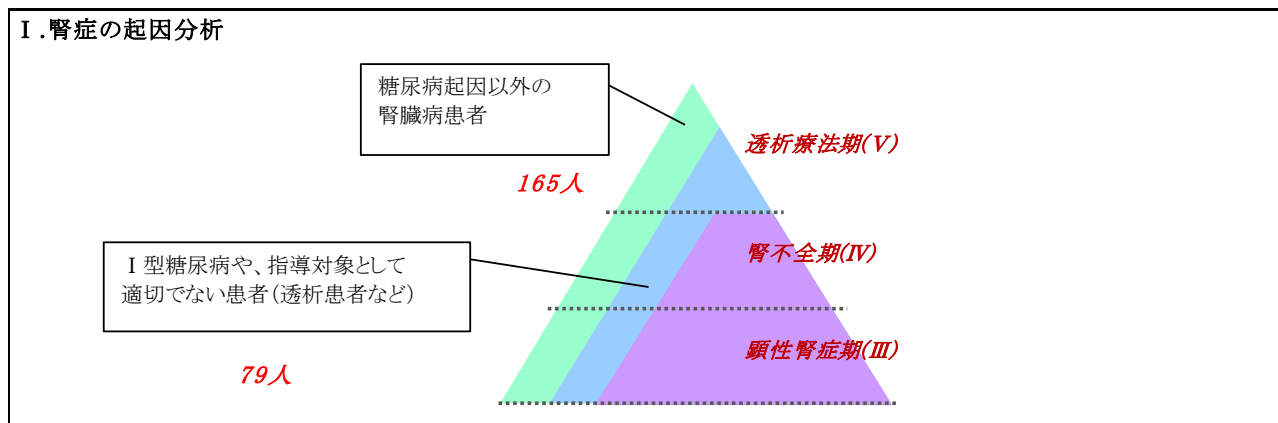 Ⅰ.腎症の起因分析
糖尿病起因以外の
腎臓病患者
透析療法期(Ⅴ)
165人
腎不全期(Ⅳ)
Ⅰ型糖尿病や、指導対象として
適切でない患者(透析患者など)
顕性腎症期(Ⅲ)
79人